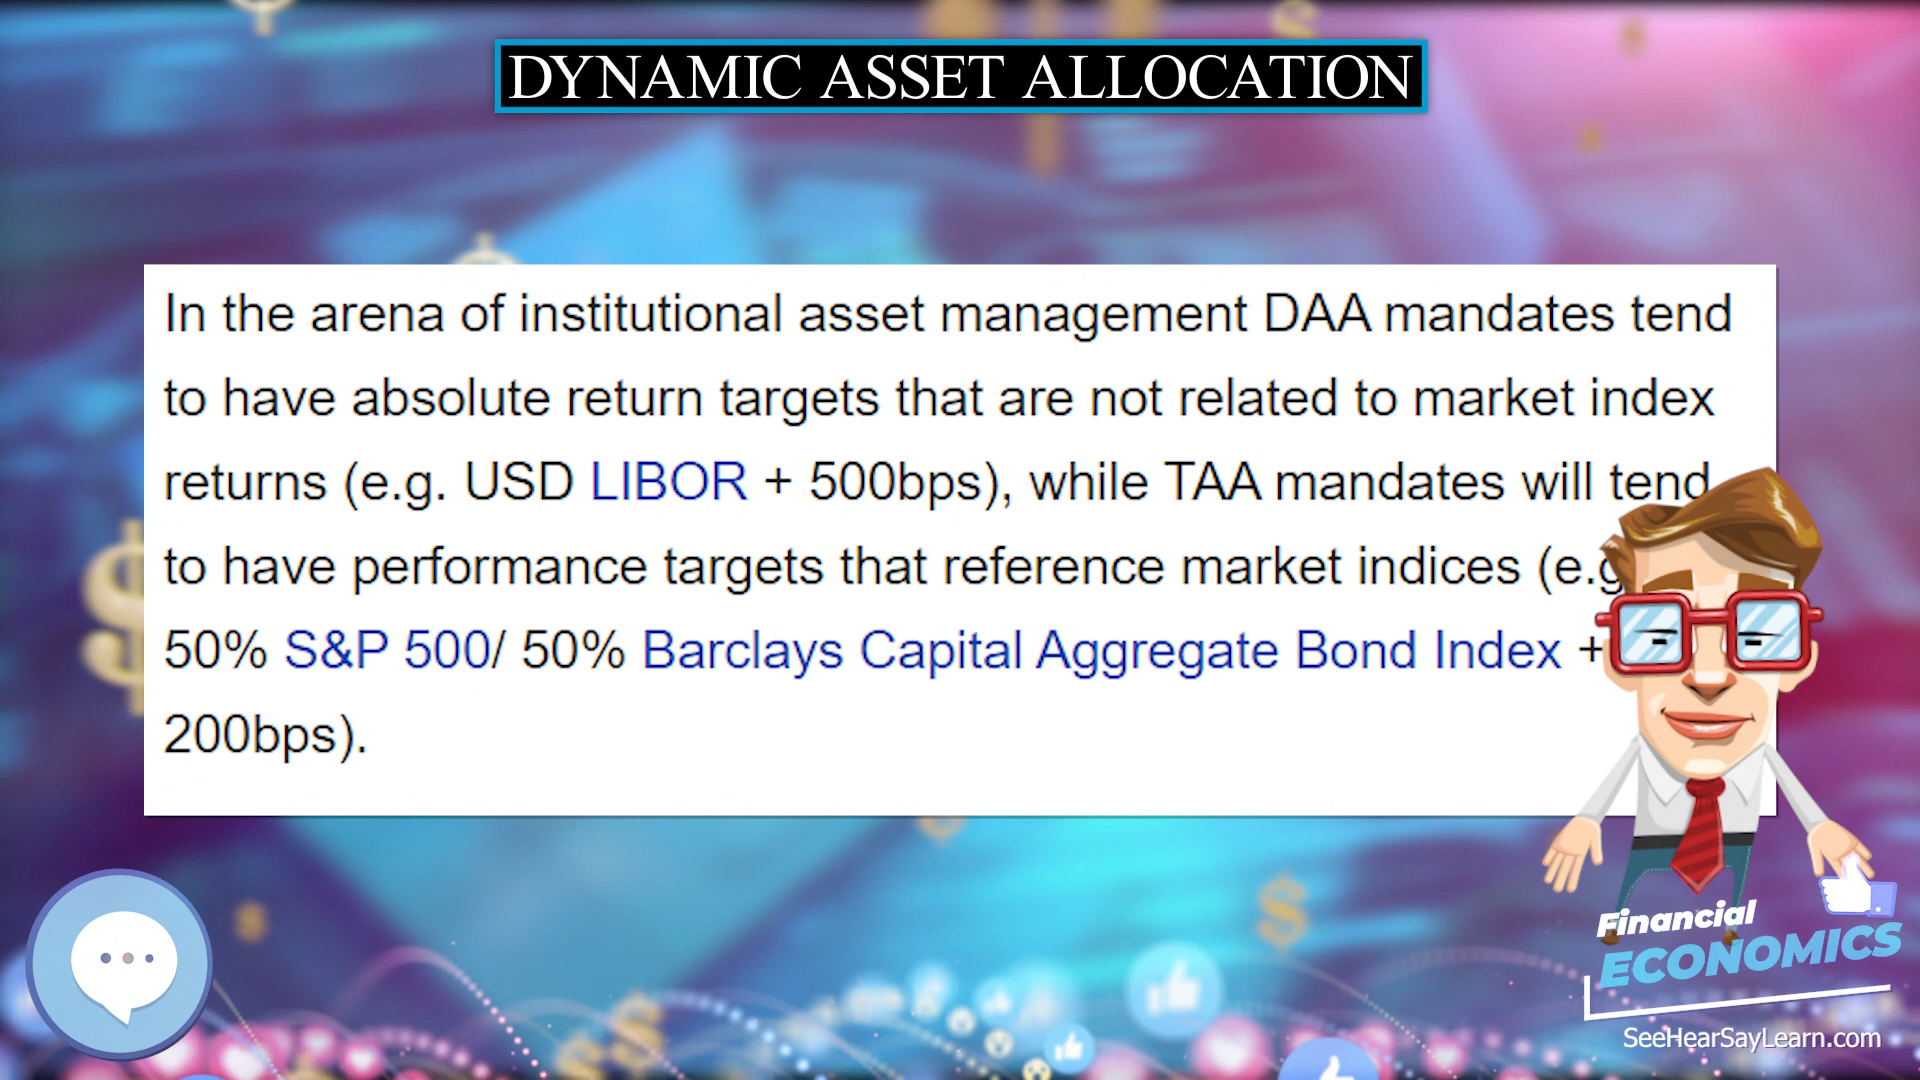 DYNAMIC ASSET ALLOCATION
In the arena of institutional asset management DAA mandates tend
to have absolute return targets that are not related to market index
returns (e.g. USD LIBOR + 500bps), while TAA mandates will tend
to have performance targets that reference market indices (e.g
50% S&P 500/ 50% Barclays Capital Aggregate Bond Index +
200bps).
Financial
ECONOMICS
SeeHearSayLearn.com